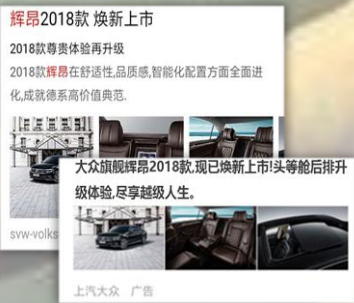 辉昂2018款 焕新上市
2018款尊贵体验再升级
2018款辉昂在舒适性,品质感,智能化配置方面全面进
化,成就德系高价值典范.
svw-volks
大众旗舰辉昂2018款,现已焕新上市!头等舱后排升
级体验,尽享越级人生。
上汽大众 广告